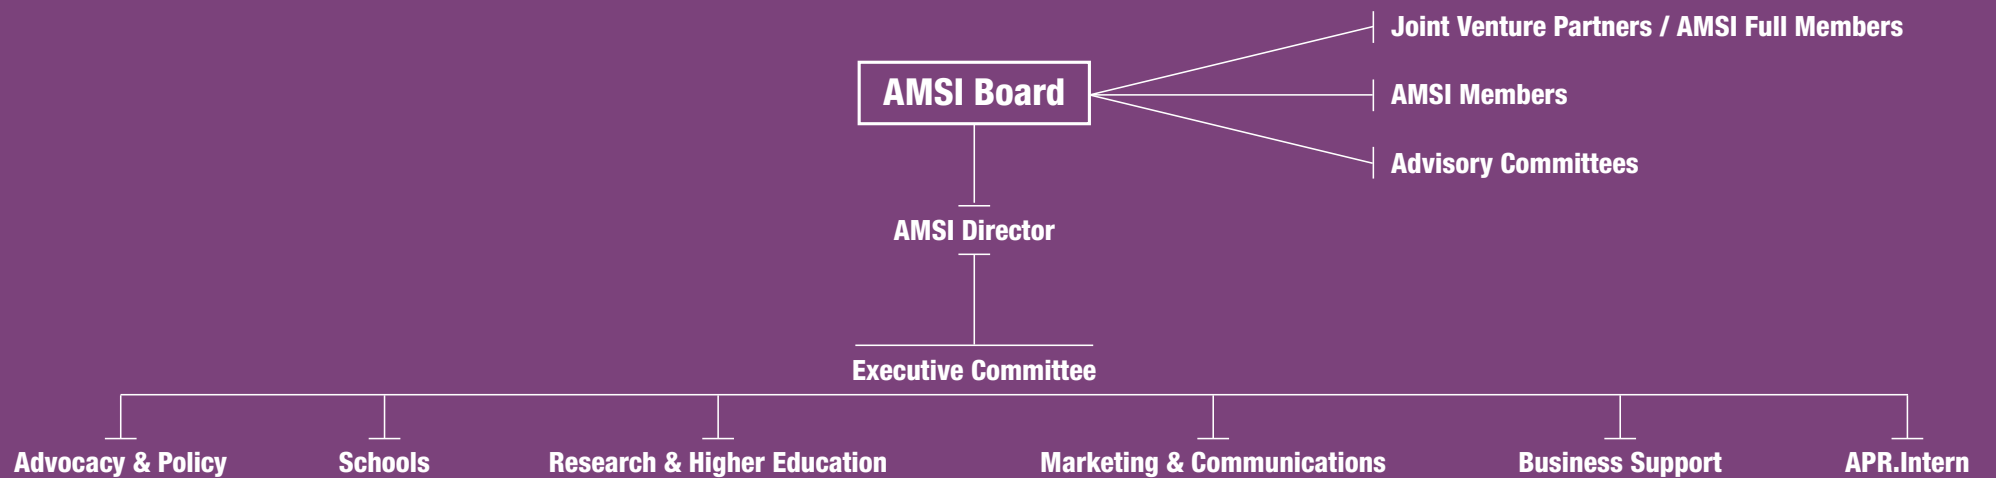 Joint Venture Partners / AMSI Full Members
AMSI Board
AMSI Members
Advisory Committees
AMSI Director
Executive Committee
Advocacy & Policy
Schools
Research & Higher Education
Marketing & Communications
Business Support
APR.Intern